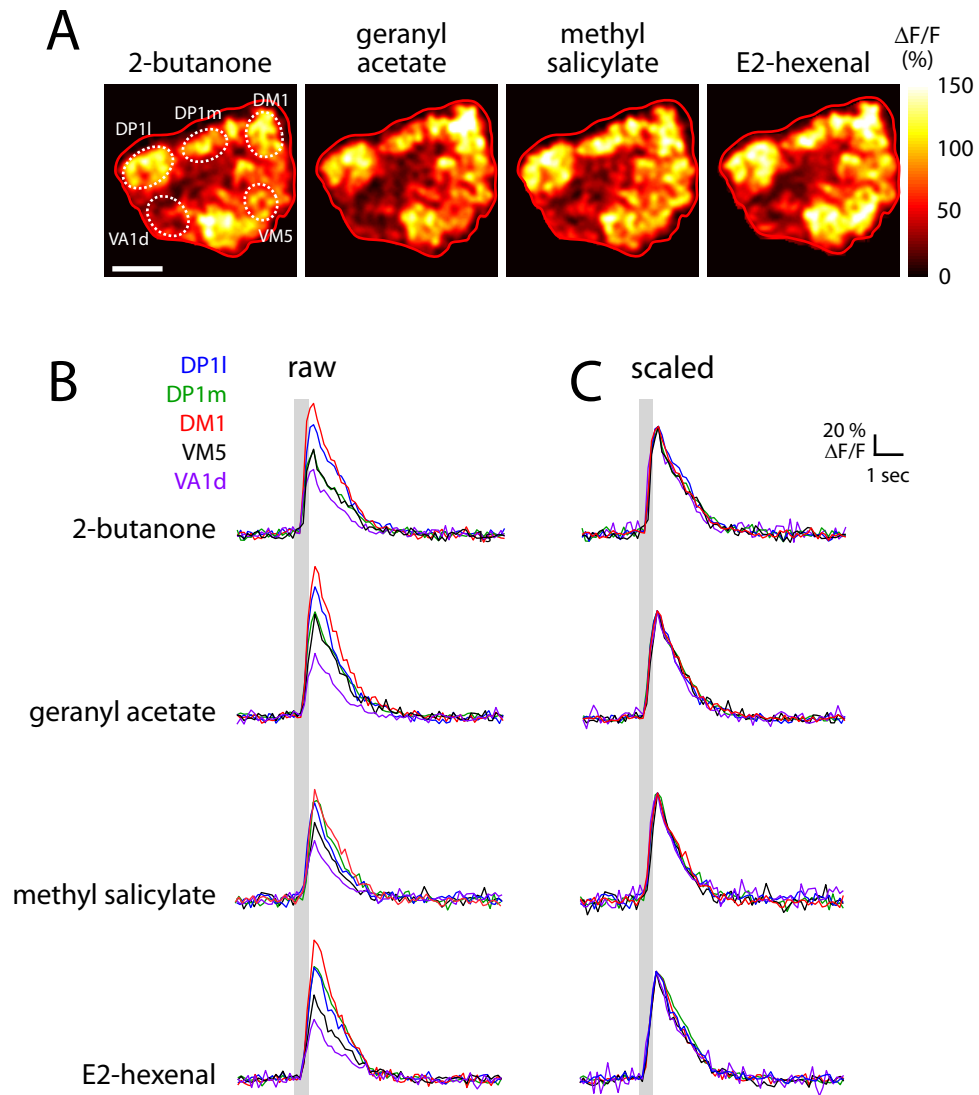 A
2-butanone
geranyl
acetate
methyl
salicylate
E2-hexenal
ΔF/F
(%)
DP1l
DP1m
DM1
VA1d
VM5
150
100
50
0
B
DP1l
DP1m
DM1
VM5
VA1d
raw
C
scaled
20 %
ΔF/F
1 sec
2-butanone
geranyl acetate
methyl salicylate
E2-hexenal